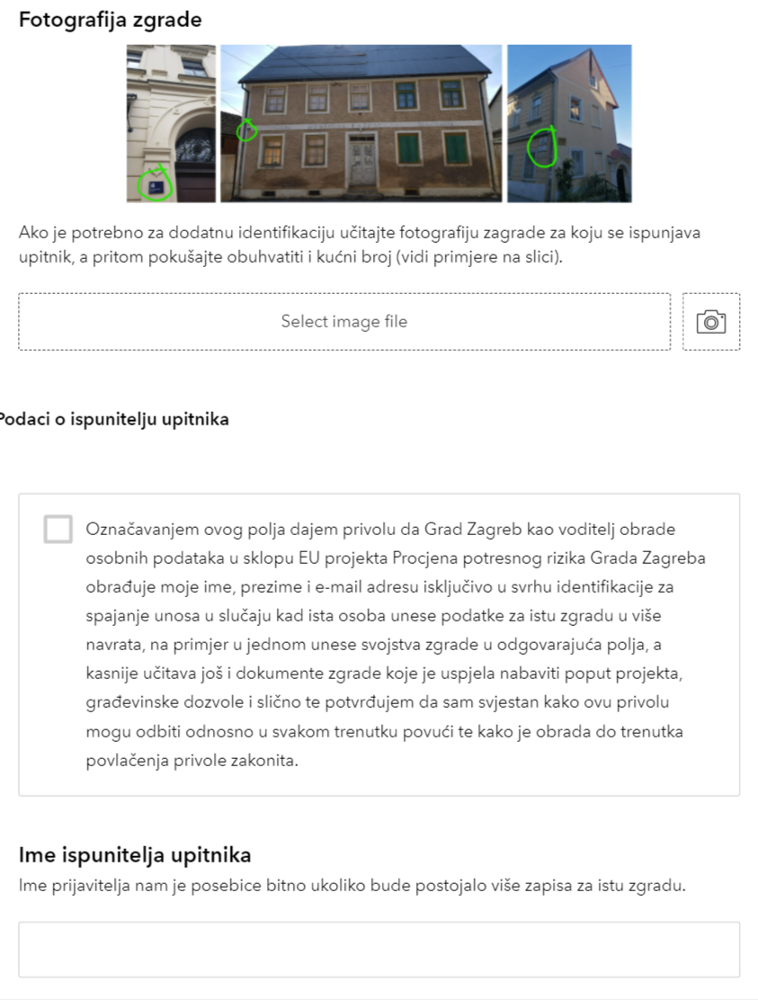 Fotografija zgrade
Ako je potrebno za dodatnu identifikaciju učitajte fotografiju zagrade za koju se ispunjava
upitnik, a pritom pokušajte obuhvatiti i kućni broj (vidi primjere na slici).
Select image file
Podaci o ispunitelju upitnika
Označavanjem ovog polja dajem privolu da Grad Zagreb kao voditelj obrade
osobnih podataka u sklopu EU projekta Procjena potresnog rizika Grada Zagreba
obrađuje moje ime, prezime i e-mail adresu isključivo u svrhu identifikacije za
spajanje unosa u slučaju kad ista osoba unese podatke za istu zgradu u više
navrata, na primjer u jednom unese svojstva zgrade u odgovarajuća polja, a
kasnije učitava još i dokumente zgrade koje je uspjela nabaviti poput projekta,
građevinske dozvole i slično te potvrđujem da sam svjestan kako ovu privolu
mogu odbiti odnosno u svakom trenutku povući te kako je obrada do trenutka
povlačenja privole zakonita.
Ime ispunitelja upitnika
Ime prijavitelja nam je posebice bitno ukoliko bude postojalo više zapisa za istu zgradu.